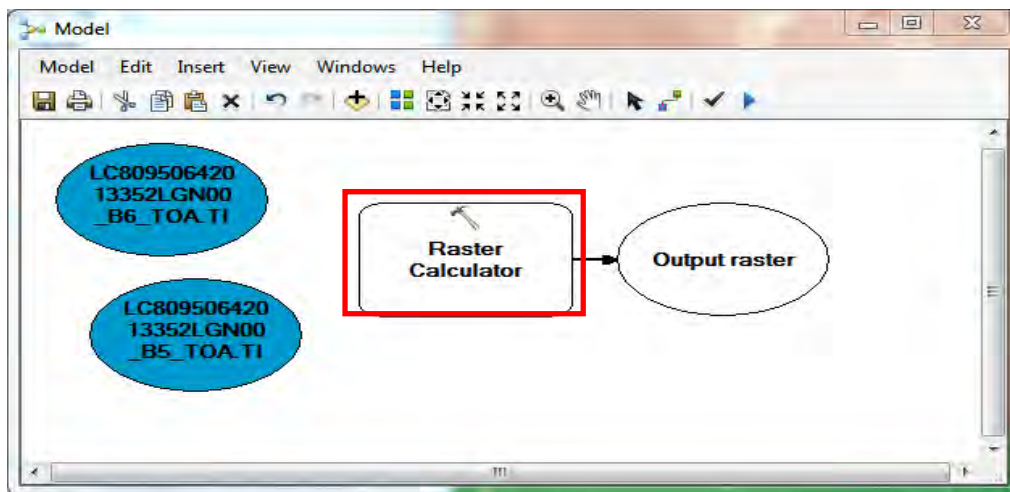 Model
Model Edit Insert View Windows Help
LC809506420
13352LGN00
_B6_TOA.TI
Raster
Calculator
Output raster
LC809506420
13352LGN00
_B5_TOA.TI